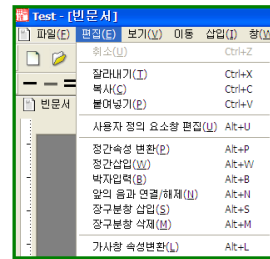 Test - [빈문서]
파일(F) 편집(E) 보기(V) 이동 삽입(I) 창(W
취소(U) Ctrl+Z
잘라내기(T) Ctrl+X
복사(C) Ctrl+C
붙여넣기(P) Ctrl+V
사용자 정의 요소창 편집(U) Alt+U
정간속성 변환(P) Alt+P
정간삽입(W) Alt+W
박자입력(B) Alt+B
앞의 음과 연결/해제(N) Alt+N
장구분창 삽입(S) Alt+S
장구분창 삭제(M) Alt+M
가사창 속성변환(L) Alt+L
빈문서